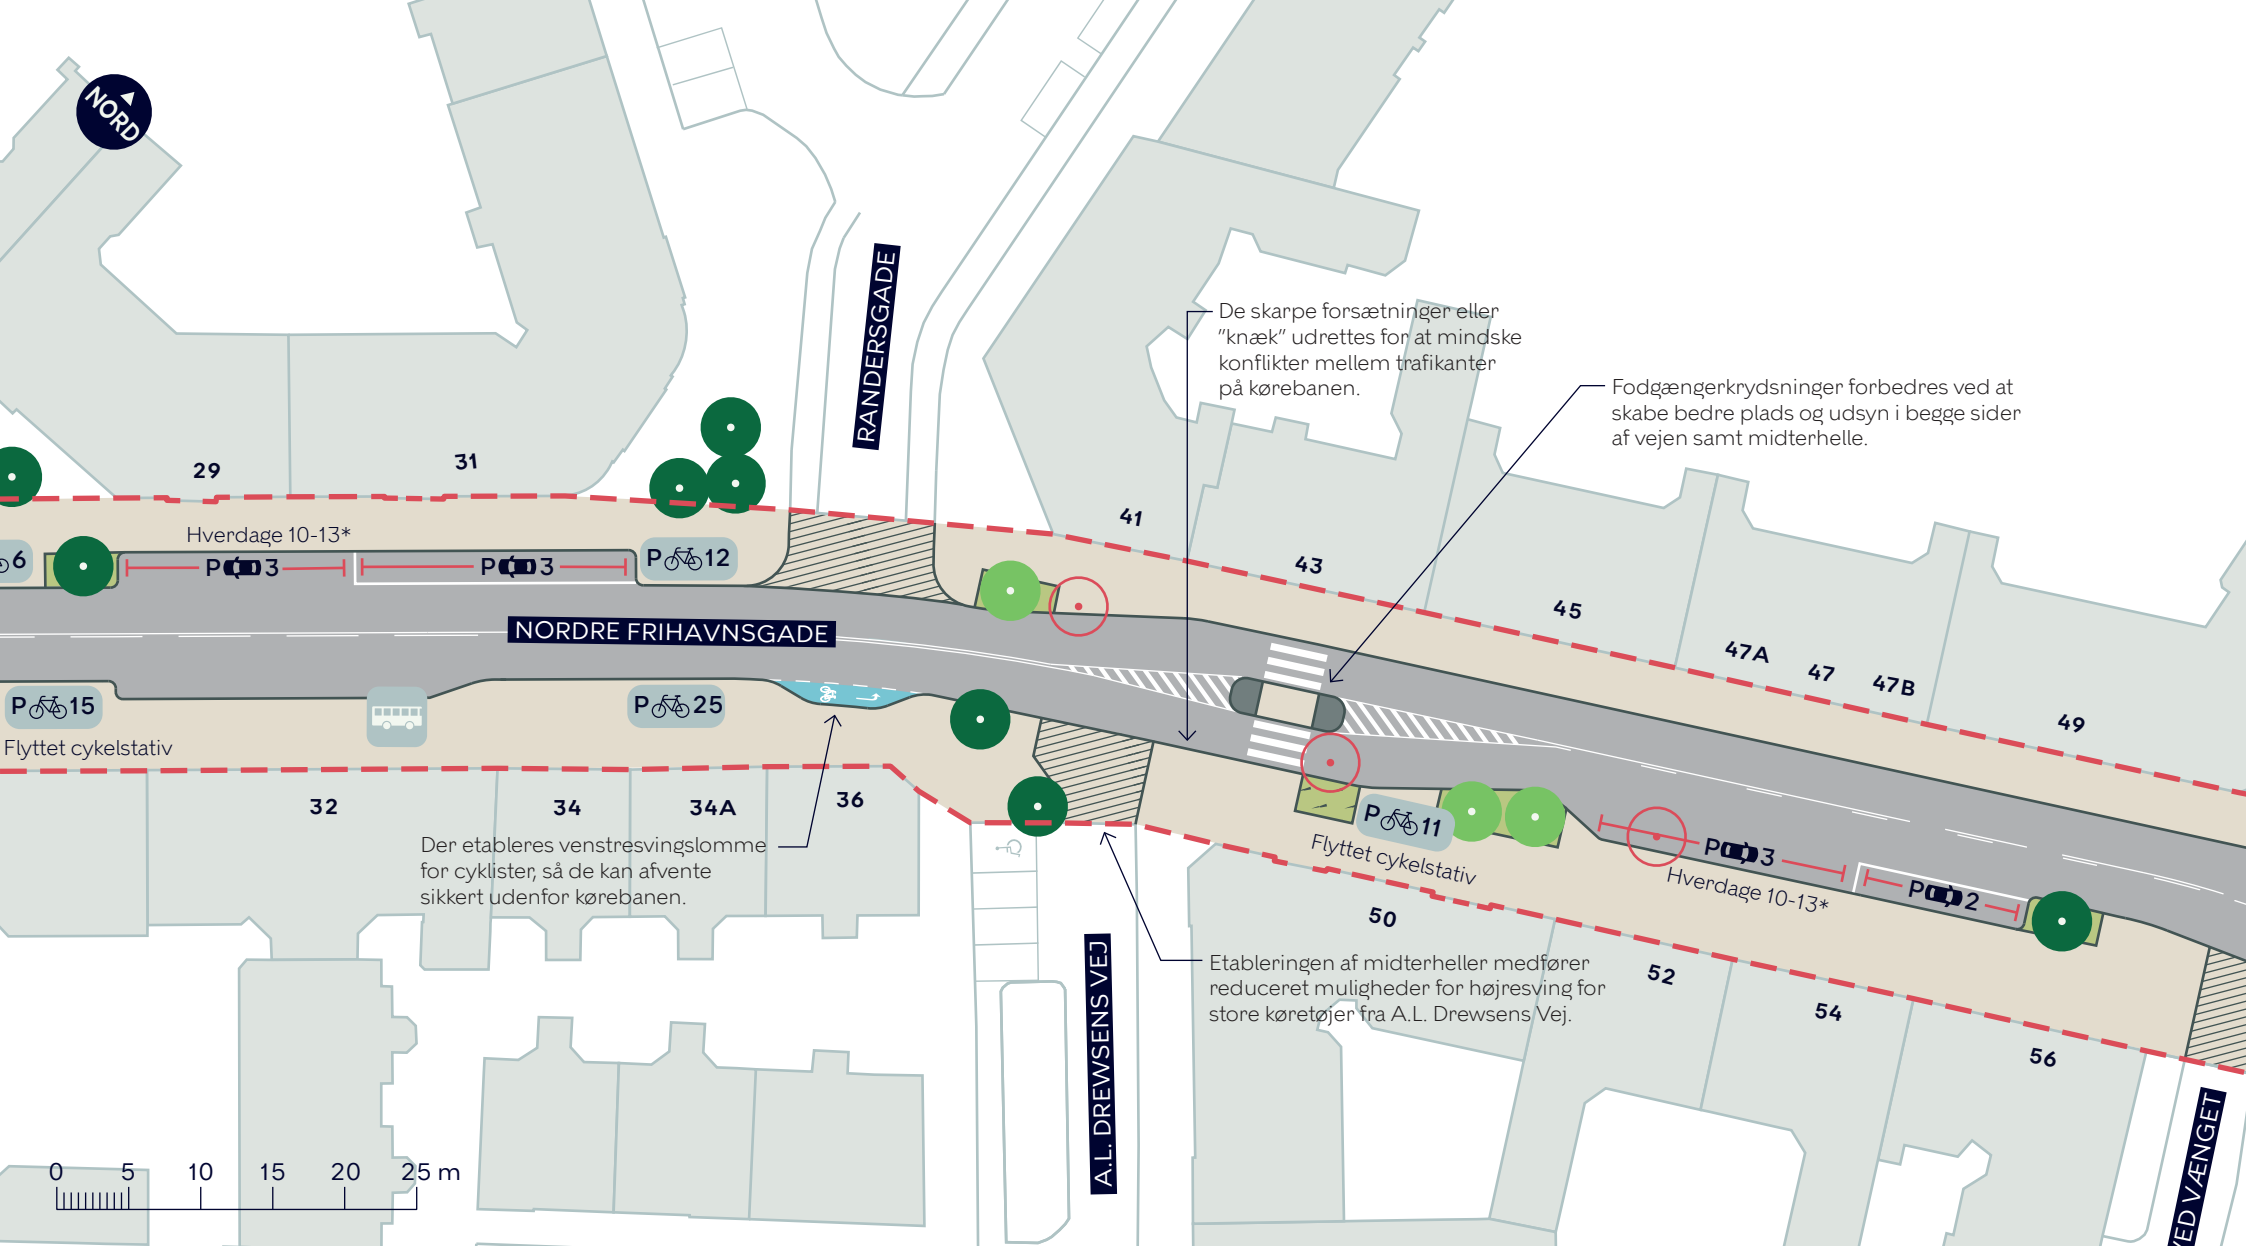 NORD
RANDERSGADE
De skarpe forsætninger eller
"knæk" udrettes for at mindske
konflikter mellem trafikanter
på kørebanen.
Fodgængerkrydsninger forbedres ved at
skabe bedre plads og udsyn i begge sider
af vejen samt midterhelle.
29
31
41
43
45
47A
47
47B
49
Hverdage 10-13*
6
P 3
P 3
P 12
NORDRE FRIHAVNSGADE
P 15
P 25
Flyttet cykelstativ
32
34
34A
36
Der etableres venstresvingslomme
for cyklister, så de kan afvente
sikkert udenfor kørebanen.
P 11
Flyttet cykelstativ
P 3
Hverdage 10-13*
P 2
50
52
54
56
Etableringen af midterheller medfører
reduceret muligheder for højresving for
store køretøjer fra A.L. Drewsens Vej.
A.L. DREWSENS VEJ
VED VÆNGET
0 5 10 15 20 25 m